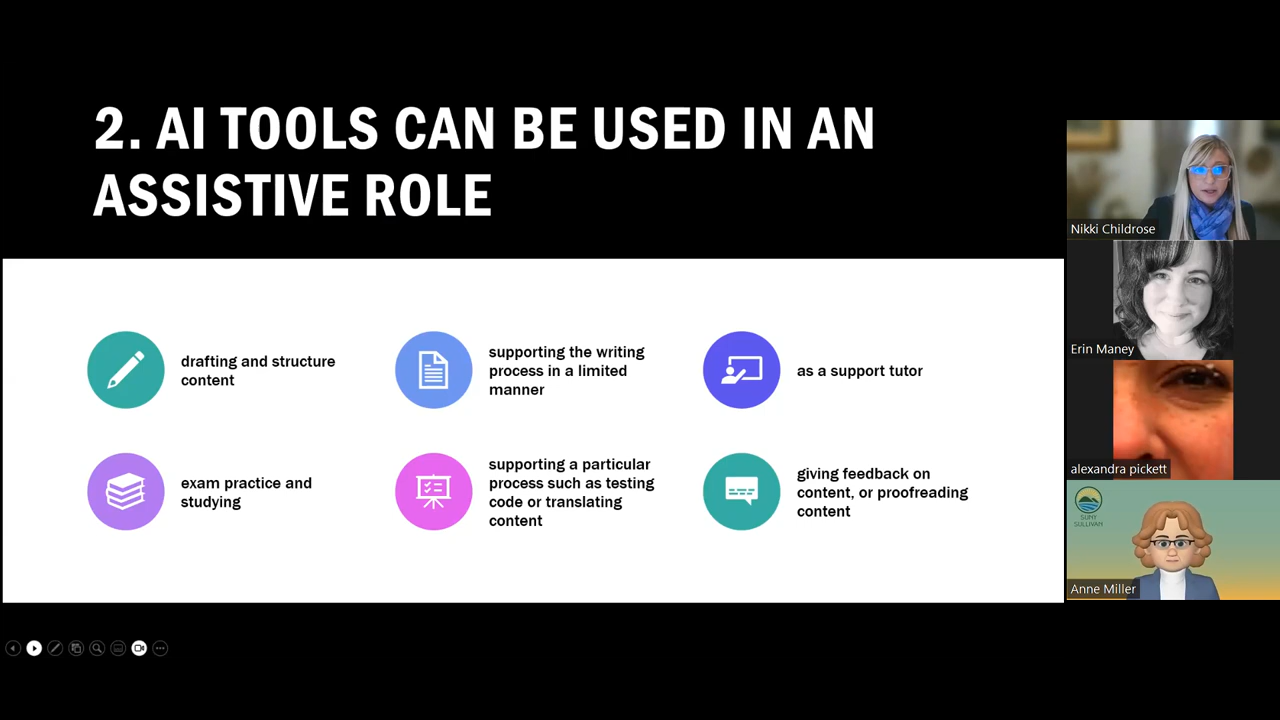 2. AI TOOLS CAN BE USED IN AN
ASSISTIVE ROLE
drafting and structure
content
supporting the writing
process in a limited
manner
as a support tutor
exam practice and
studying
supporting a particular
process such as testing
code or translating
content
giving feedback on
content, or proofreading
content
Nikki Childrose
Erin Maney
alexandra pickett
SUNY
SULLIVAN
Anne Miller